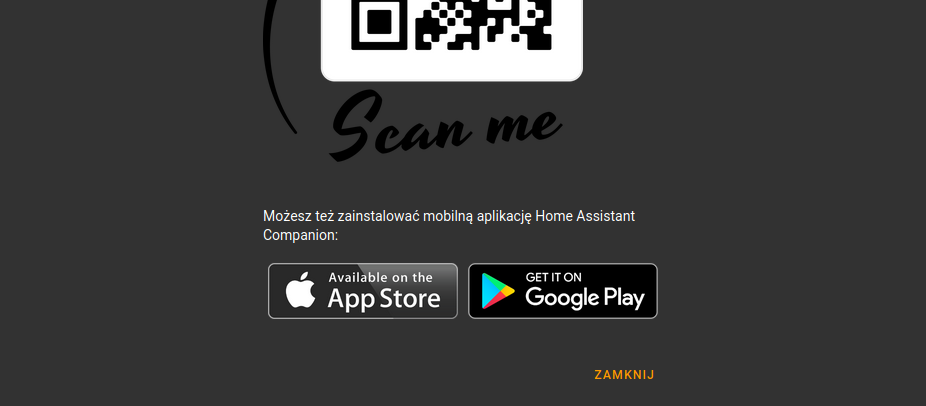 Scan me
Możesz też zainstalować mobilną aplikację Home Assistant
Companion:
Available on the
App Store
GET IT ON
Google Play
ZAMKNIJ